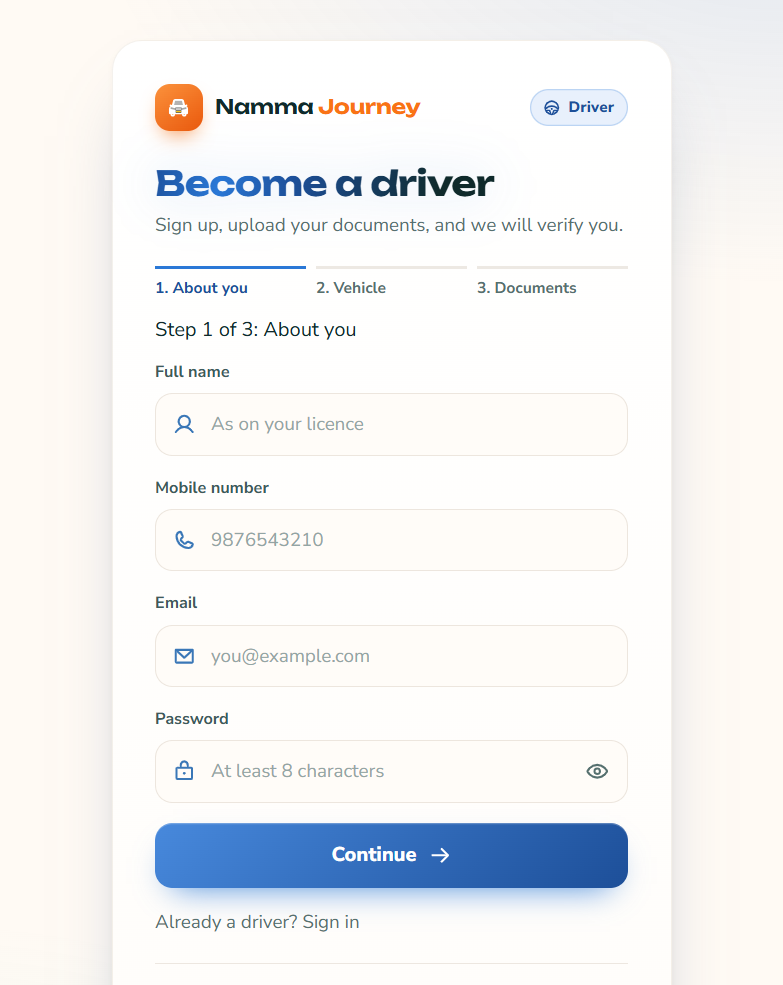 Namma Journey
Driver
Become a driver
Sign up, upload your documents, and we will verify you.
1. About you
2. Vehicle
3. Documents
Step 1 of 3: About you
Full name
As on your licence
Mobile number
9876543210
Email
you@example.com
Password
At least 8 characters
Continue →
Already a driver? Sign in